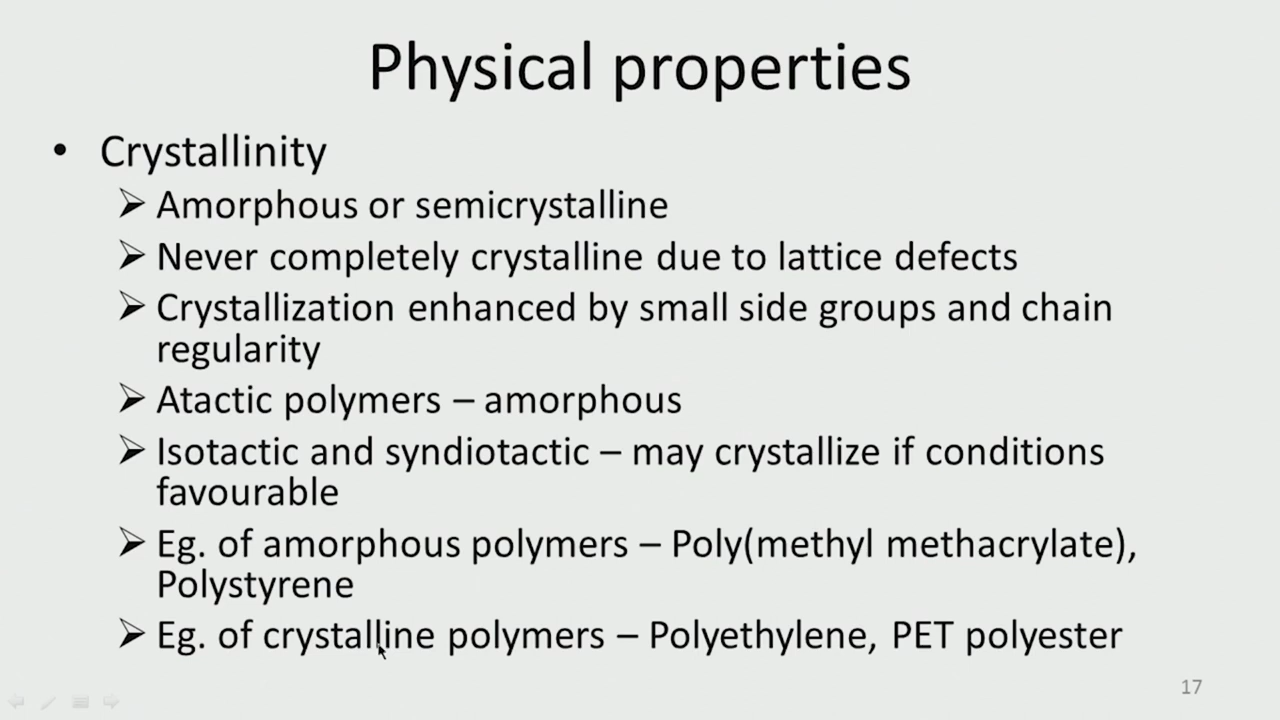 Physical properties
• Crystallinity
➢ Amorphous or semicrystalline
➢ Never completely crystalline due to lattice defects
➢ Crystallization enhanced by small side groups and chain
regularity
➢ Atactic polymers – amorphous
➢ Isotactic and syndiotactic – may crystallize if conditions
favourable
➢ Eg. of amorphous polymers – Poly(methyl methacrylate),
Polystyrene
➢ Eg. of crystalline polymers – Polyethylene, PET polyester
17